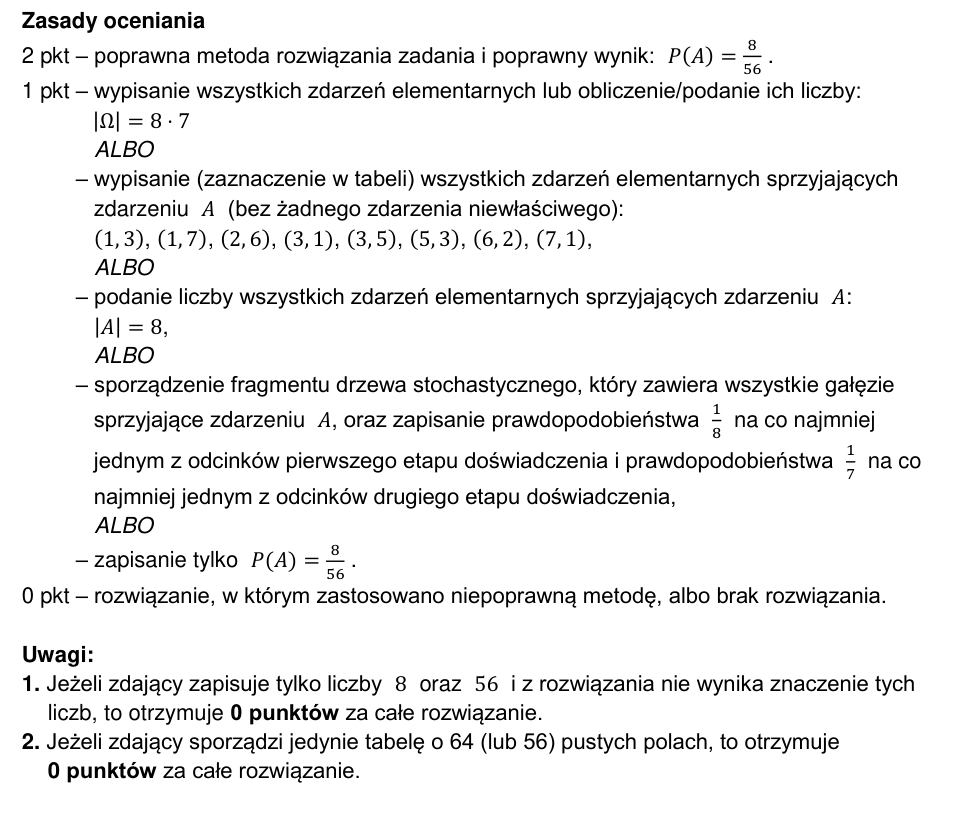 Zasady oceniania
2 pkt – poprawna metoda rozwiązania zadania i poprawny wynik: P(A) = 8/56 .
1 pkt – wypisanie wszystkich zdarzeń elementarnych lub obliczenie/podanie ich liczby:
|Ω| = 8 · 7
ALBO
– wypisanie (zaznaczenie w tabeli) wszystkich zdarzeń elementarnych sprzyjających
zdarzeniu A (bez żadnego zdarzenia niewłaściwego):
(1, 3), (1, 7), (2, 6), (3, 1), (3, 5), (5, 3), (6, 2), (7, 1),
ALBO
– podanie liczby wszystkich zdarzeń elementarnych sprzyjających zdarzeniu A:
|A| = 8,
ALBO
– sporządzenie fragmentu drzewa stochastycznego, który zawiera wszystkie gałęzie
sprzyjające zdarzeniu A, oraz zapisanie prawdopodobieństwa 1/8 na co najmniej
jednym z odcinków pierwszego etapu doświadczenia i prawdopodobieństwa 1/7 na co
najmniej jednym z odcinków drugiego etapu doświadczenia,
ALBO
– zapisanie tylko P(A) = 8/56 .
0 pkt – rozwiązanie, w którym zastosowano niepoprawną metodę, albo brak rozwiązania.
Uwagi:
1. Jeżeli zdający zapisuje tylko liczby 8 oraz 56 i z rozwiązania nie wynika znaczenie tych
liczb, to otrzymuje 0 punktów za całe rozwiązanie.
2. Jeżeli zdający sporządzi jedynie tabelę o 64 (lub 56) pustych polach, to otrzymuje
0 punktów za całe rozwiązanie.